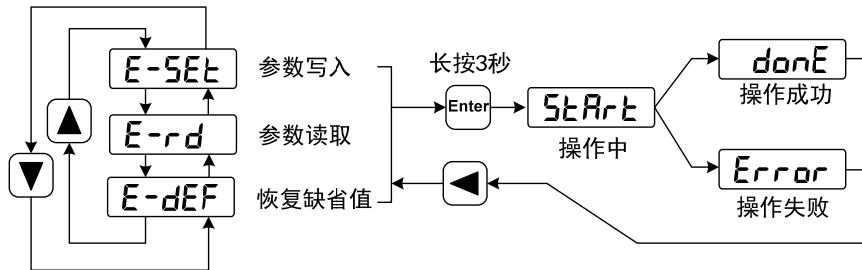 E-SEt
参数写入
E-rd
参数读取
E-dEF
恢复缺省值
长按3秒
Enter
StArt
操作中
donE
操作成功
Error
操作失败